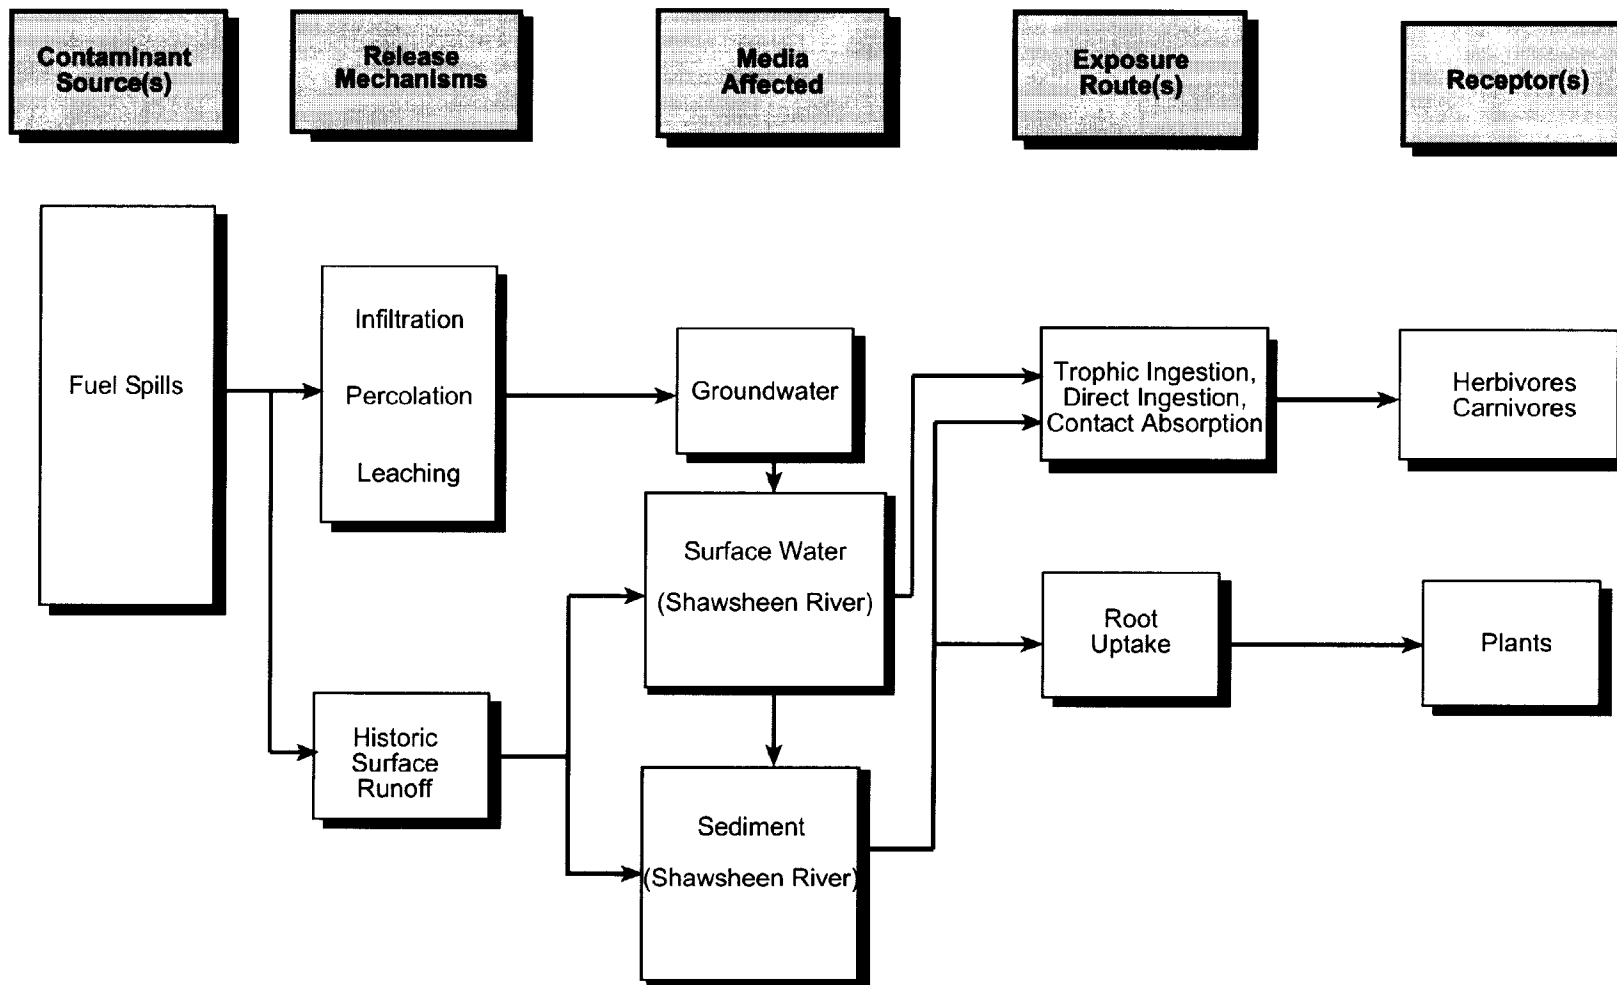 Contaminant
Source(s)
Release
Mechanisms
Media
Affected
Exposure
Route(s)
Receptor(s)
Fuel Spills
Infiltration
Percolation
Leaching
Historic
Surface
Runoff
Groundwater
Surface Water
(Shawsheen River)
Sediment
(Shawsheen River)
Trophic Ingestion,
Direct Ingestion,
Contact Absorption
Root
Uptake
Herbivores
Carnivores
Plants